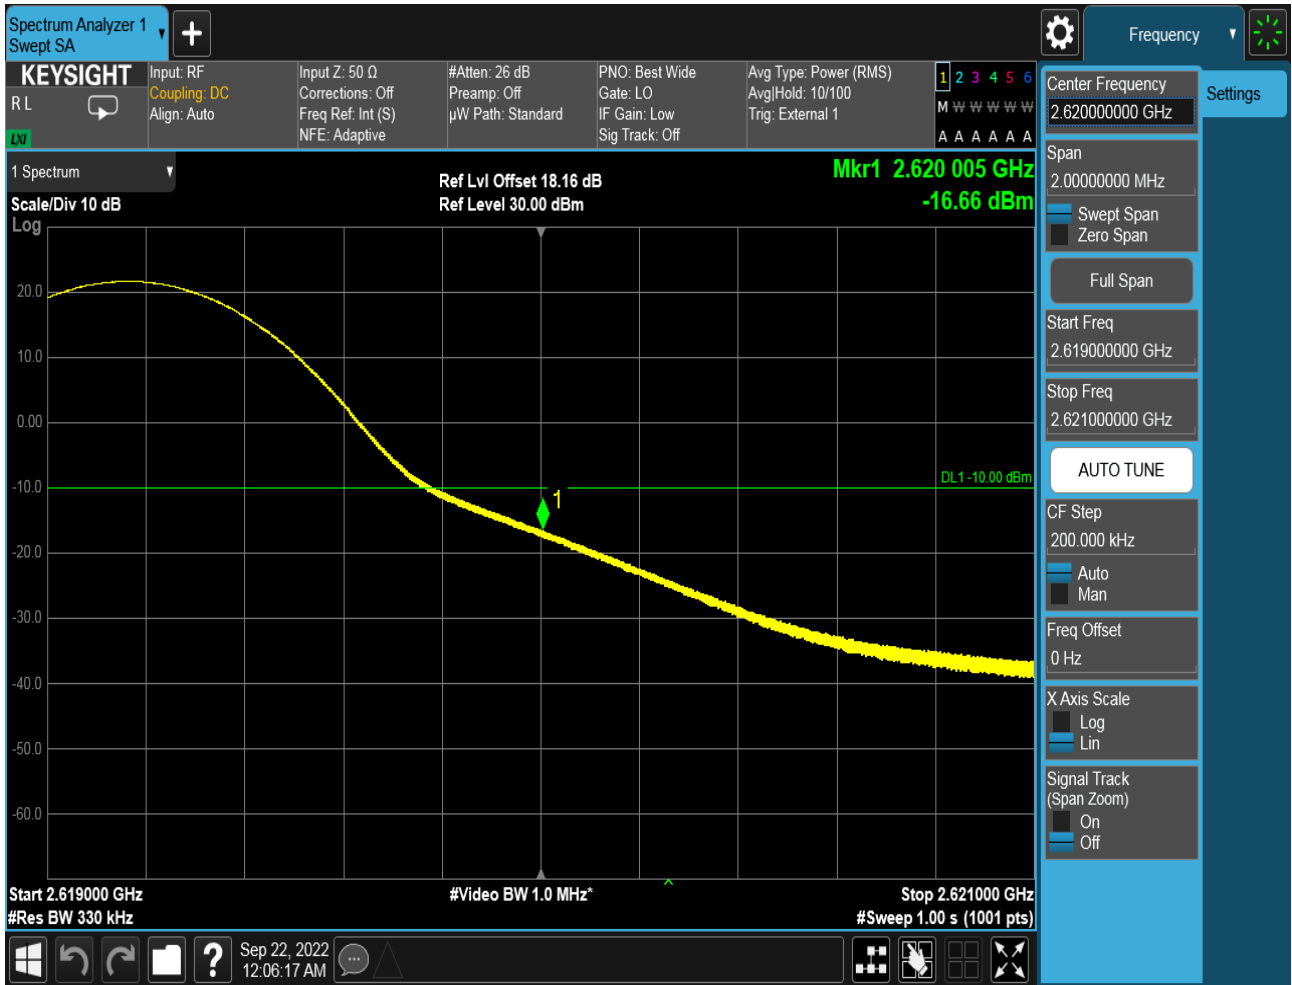 Spectrum Analyzer 1
Swept SA
Frequency
KEYSIGHT
R L
LXI
Input: RF
Coupling: DC
Align: Auto
Input Z: 50 Ω
Corrections: Off
Freq Ref: Int (S)
NFE: Adaptive
#Atten: 26 dB
Preamp: Off
µW Path: Standard
PNO: Best Wide
Gate: LO
IF Gain: Low
Sig Track: Off
Avg Type: Power (RMS)
Avg|Hold: 10/100
Trig: External 1
1 2 3 4 5 6
M W W W W W
A A A A A A
1 Spectrum
Scale/Div 10 dB
Log
Ref Lvl Offset 18.16 dB
Ref Level 30.00 dBm
Mkr1 2.620 005 GHz
-16.66 dBm
20.0
10.0
0.00
-10.0
-20.0
-30.0
-40.0
-50.0
-60.0
DL1 -10.00 dBm
1
Start 2.619000 GHz
#Res BW 330 kHz
#Video BW 1.0 MHz*
Stop 2.621000 GHz
#Sweep 1.00 s (1001 pts)
Center Frequency
2.620000000 GHz
Settings
Span
2.00000000 MHz
Swept Span
Zero Span
Full Span
Start Freq
2.619000000 GHz
Stop Freq
2.621000000 GHz
AUTO TUNE
CF Step
200.000 kHz
Auto
Man
Freq Offset
0 Hz
X Axis Scale
Log
Lin
Signal Track
(Span Zoom)
On
Off
?
Sep 22, 2022
12:06:17 AM